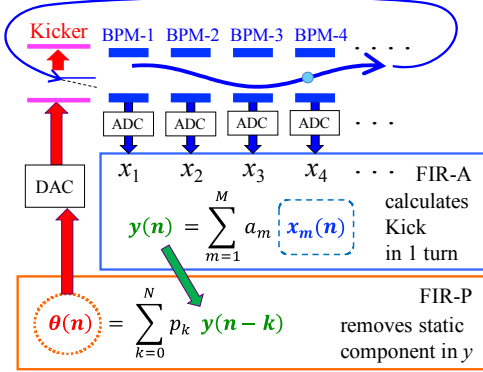 Kicker
BPM-1 BPM-2 BPM-3 BPM-4 . . . .
ADC ADC ADC ADC . . .
x₁ x₂ x₃ x₄ . . .
DAC
FIR-A
calculates
Kick
in 1 turn
y(n) = ∑_{m=1}^{M} a_m x_m(n)
FIR-P
removes static
component in y
θ(n) = ∑_{k=0}^{N} p_k y(n−k)